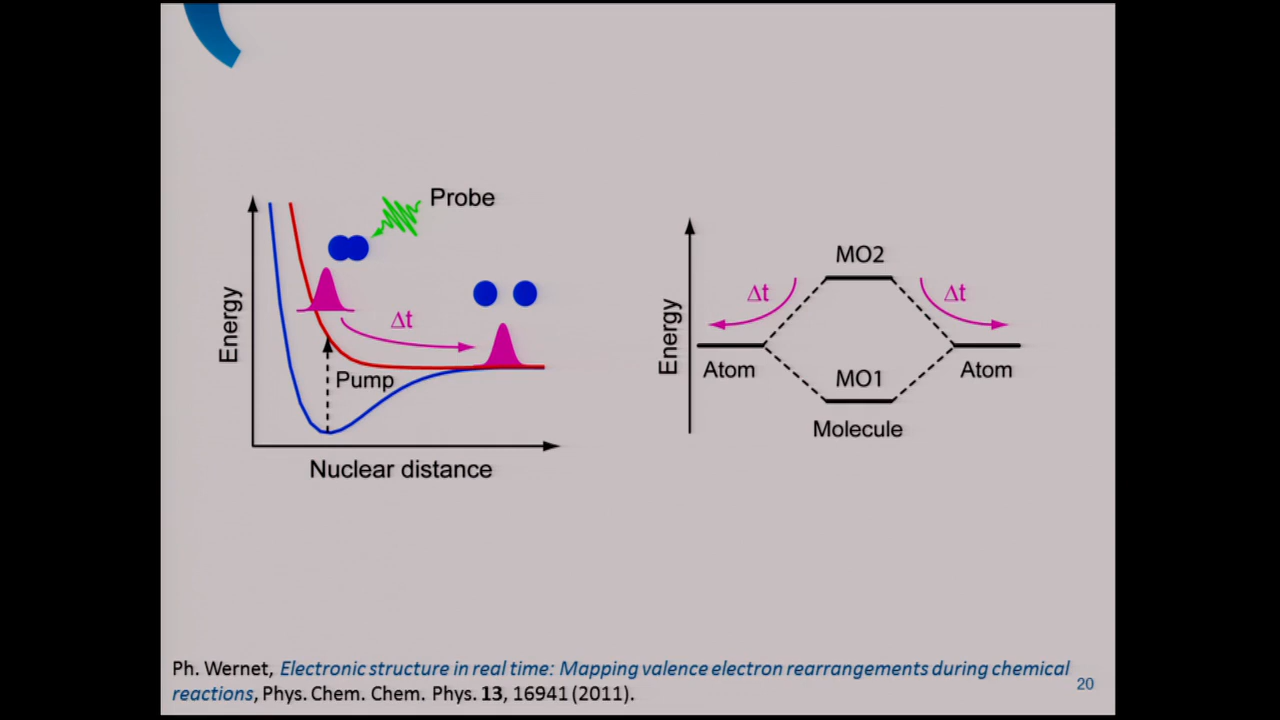 Probe
Energy
Δt
Pump
Nuclear distance
Energy
MO2
Δt
Δt
Atom
MO1
Atom
Molecule
Ph. Wernet, Electronic structure in real time: Mapping valence electron rearrangements during chemical
reactions, Phys. Chem. Chem. Phys. 13, 16941 (2011).
20